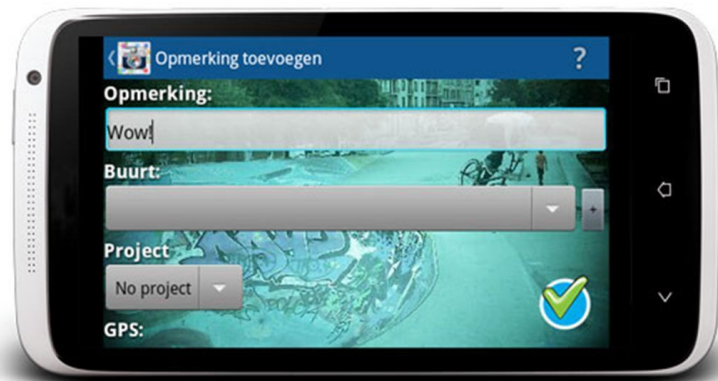 Opmerking toevoegen
?
Opmerking:
Wow!
Buurt:
+
Project
No project
GPS: